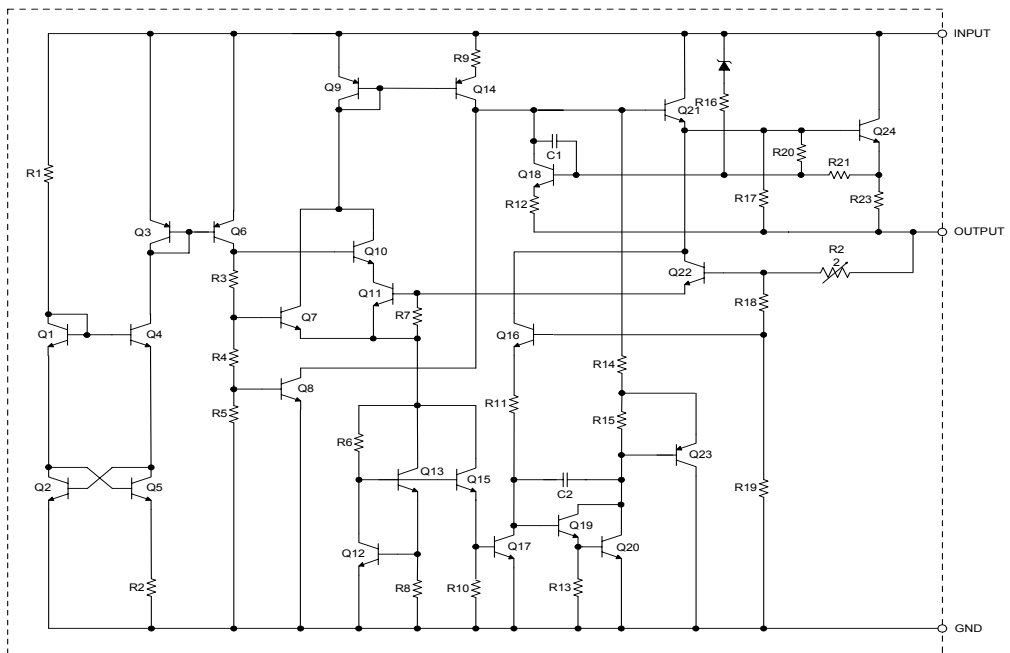 INPUT
R9
Q9
Q14
R16
Q21
Q24
C1
R20
R1
Q18
R21
R12
R17
R23
Q3
Q6
OUTPUT
R2
2
Q10
R3
Q22
Q11
R18
Q7
R7
Q1
Q4
Q16
R4
R14
Q8
R5
R11
R15
R6
Q23
Q13
Q2
Q5
Q15
R19
C2
Q19
Q12
Q17
Q20
R2
R8
R10
R13
GND